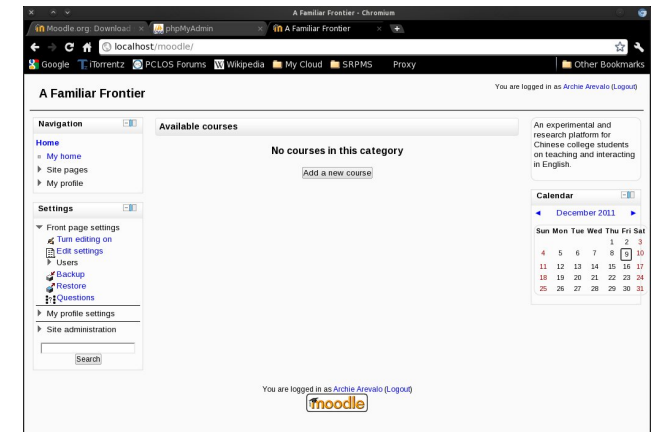 A Familiar Frontier - Chromium
Moodle.org: Download
phpMyAdmin
A Familiar Frontier
localhost/moodle/
Google
iTorrentz
PCLOS Forums
Wikipedia
My Cloud
SRPMS
Proxy
Other Bookmarks
A Familiar Frontier
You are logged in as Archie Arevalo (Logout)
Navigation
Home
My home
Site pages
My profile
Settings
Front page settings
Turn editing on
Edit settings
Users
Backup
Restore
Questions
My profile settings
Site administration
Search
Available courses
No courses in this category
Add a new course
An experimental and
research platform for
Chinese college students
on teaching and interacting
in English.
Calendar
◄ December 2011 ►
Sun Mon Tue Wed Thu Fri Sat
1 2 3
4 5 6 7 8 9 10
11 12 13 14 15 16 17
18 19 20 21 22 23 24
25 26 27 28 29 30 31
You are logged in as Archie Arevalo (Logout)
moodle